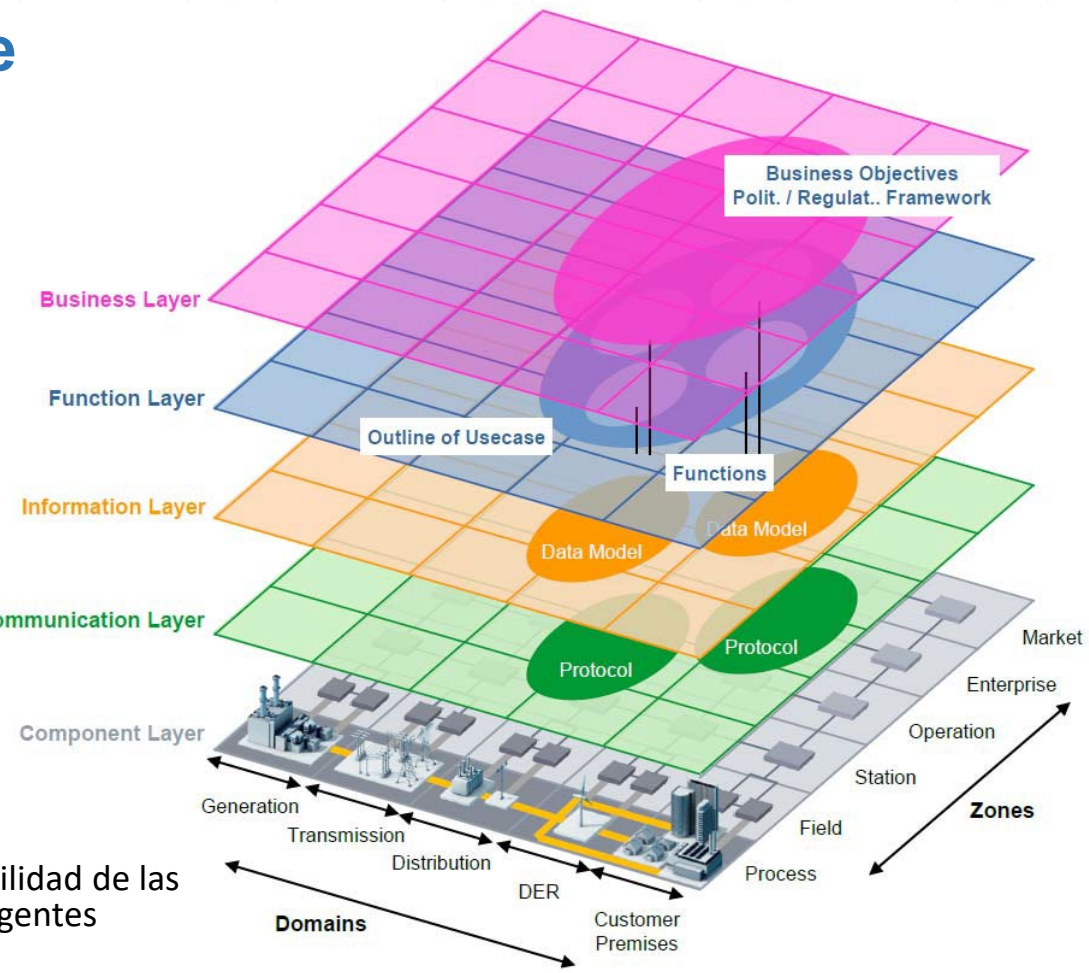 e
Business Objectives
Polit. / Regulat.. Framework
Business Layer
Function Layer
Outline of Usecase
Functions
Information Layer
Data Model
Data Model
ommunication Layer
Protocol
Protocol
Component Layer
Market
Enterprise
Operation
Station
Field
Process
Zones
Generation
Transmission
Distribution
DER
Customer
Premises
Domains
ilidad de las
gentes